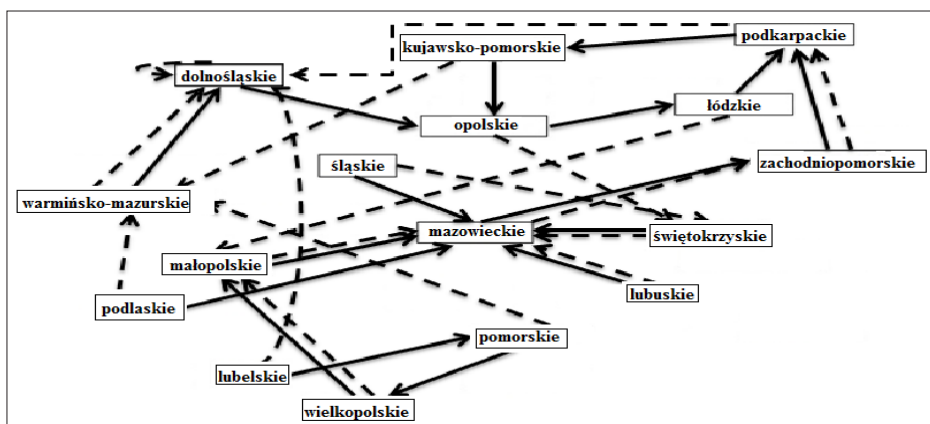 podkarpackie
kujawsko-pomorskie
dolnośląskie
łódzkie
opolskie
śląskie
zachodniopomorskie
warmińsko-mazurskie
mazowieckie
świętokrzyskie
małopolskie
lubuskie
podlaskie
pomorskie
lubelskie
wielkopolskie